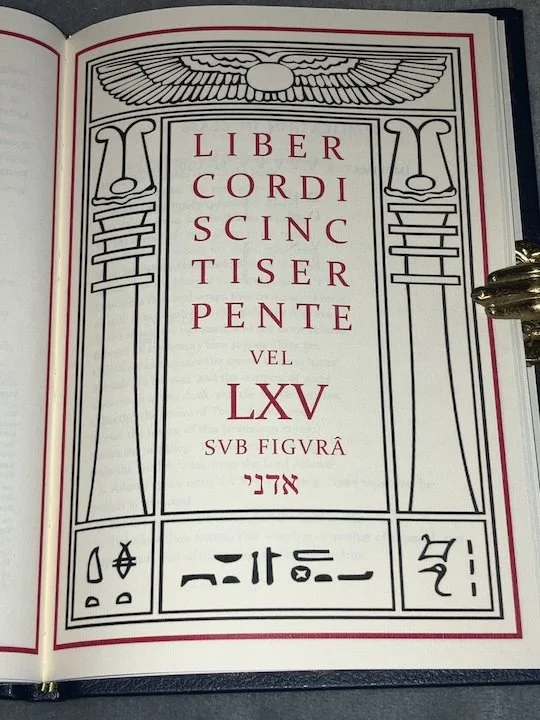 LIBER
CORDI
SCINC
TISER
PENTE
VEL
LXV
SVB FIGVRÂ
אדני